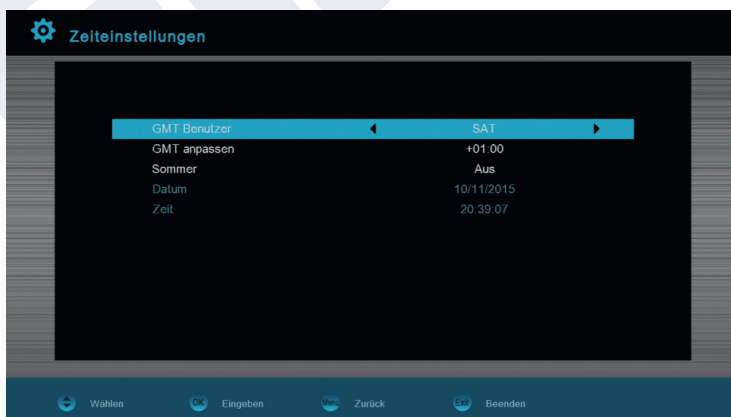 Zeiteinstellungen
GMT Benutzer SAT
GMT anpassen +01:00
Sommer Aus
Datum 10/11/2015
Zeit 20:39:07
Wählen OK Eingeben Menu Zurück Exit Beenden